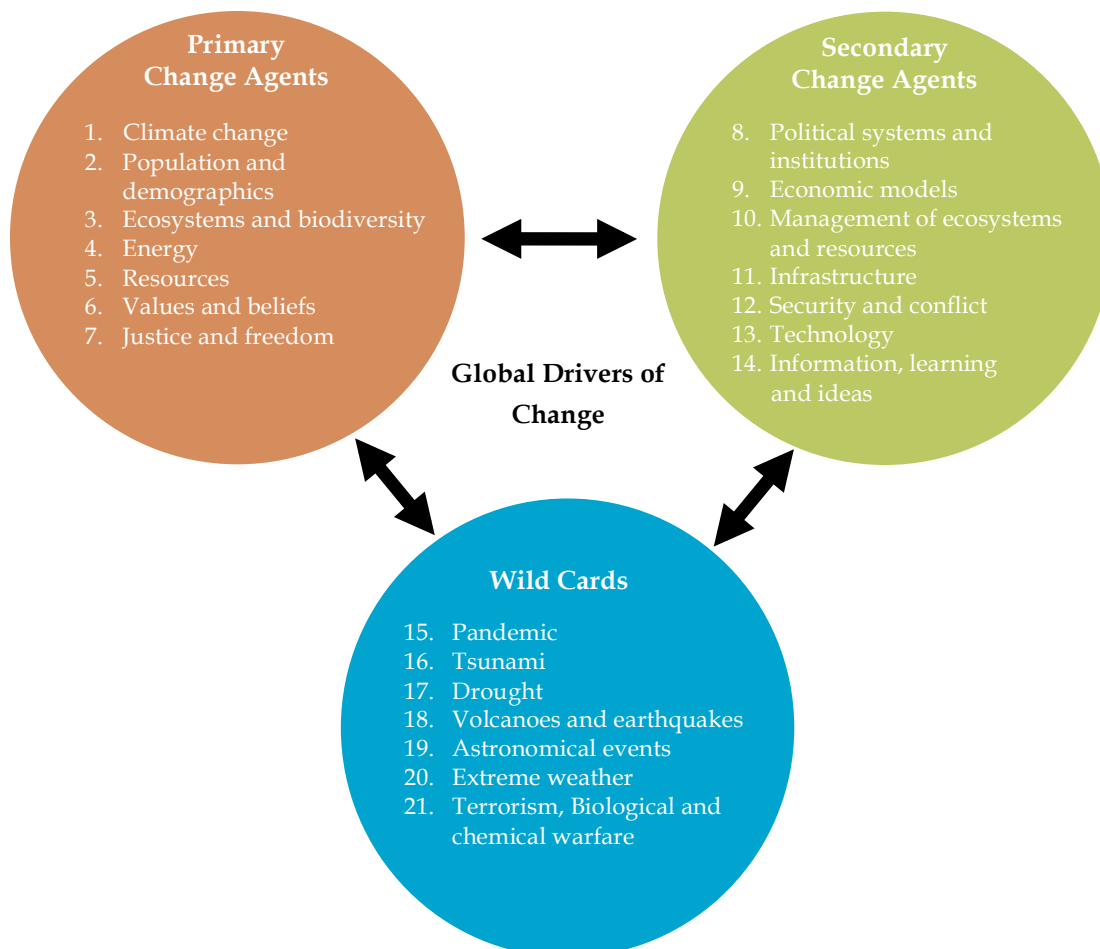 Primary
Change Agents
1. Climate change
2. Population and
demographics
3. Ecosystems and biodiversity
4. Energy
5. Resources
6. Values and beliefs
7. Justice and freedom
Secondary
Change Agents
8. Political systems and
institutions
9. Economic models
10. Management of ecosystems
and resources
11. Infrastructure
12. Security and conflict
13. Technology
14. Information, learning
and ideas
Global Drivers of
Change
Wild Cards
15. Pandemic
16. Tsunami
17. Drought
18. Volcanoes and earthquakes
19. Astronomical events
20. Extreme weather
21. Terrorism, Biological and
chemical warfare